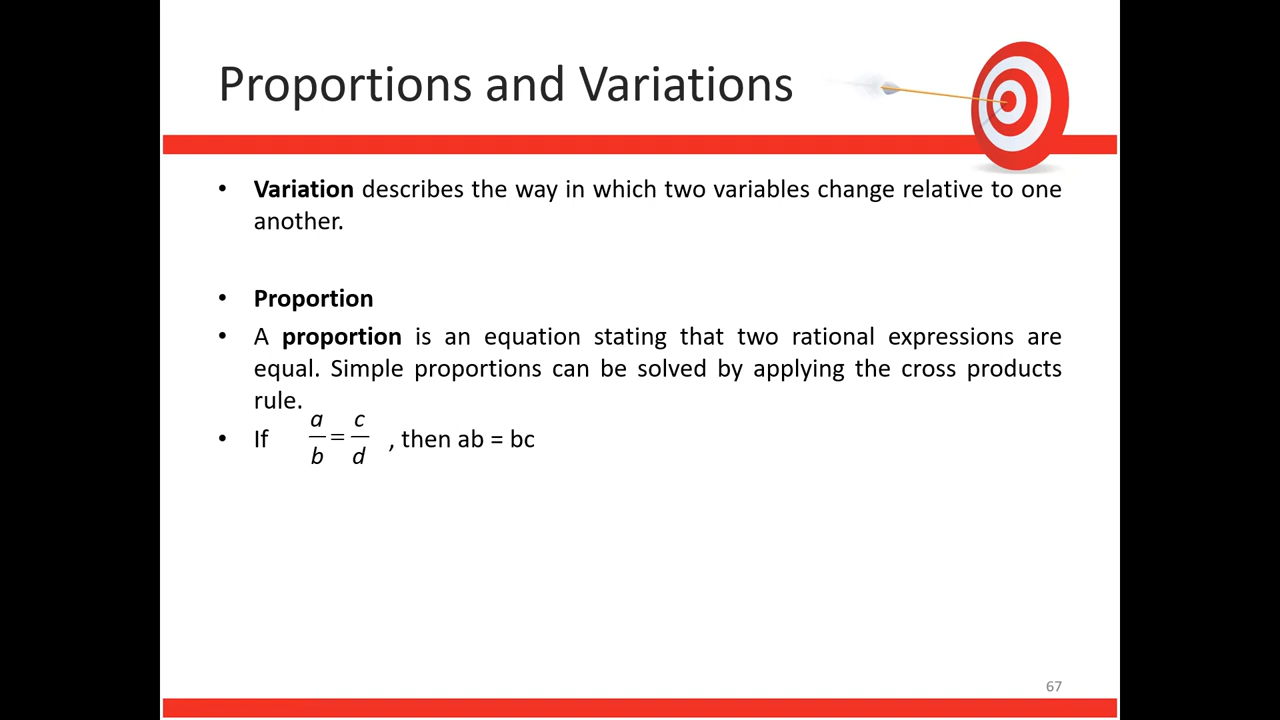 Proportions and Variations
• Variation describes the way in which two variables change relative to one
another.
• Proportion
• A proportion is an equation stating that two rational expressions are
equal. Simple proportions can be solved by applying the cross products
rule.
• If a/b = c/d , then ab = bc
67